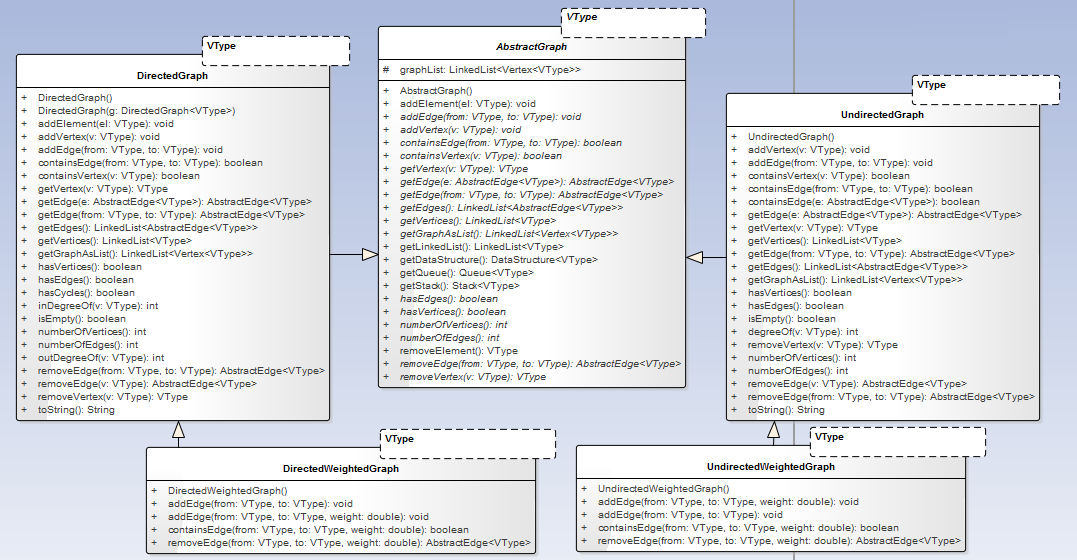 VType
DirectedGraph
+ DirectedGraph()
+ DirectedGraph(g: DirectedGraph<VType>)
+ addElement(el: VType): void
+ addVertex(v: VType): void
+ addEdge(from: VType, to: VType): void
+ containsEdge(from: VType, to: VType): boolean
+ containsVertex(v: VType): boolean
+ getVertex(v: VType): VType
+ getEdge(e: AbstractEdge<VType>): AbstractEdge<VType>
+ getEdge(from: VType, to: VType): AbstractEdge<VType>
+ getEdges(): LinkedList<AbstractEdge<VType>>
+ getVertices(): LinkedList<VType>
+ getGraphAsList(): LinkedList<Vertex<VType>>
+ hasVertices(): boolean
+ hasEdges(): boolean
+ hasCycles(): boolean
+ inDegreeOf(v: VType): int
+ isEmpty(): boolean
+ numberOfVertices(): int
+ numberOfEdges(): int
+ outDegreeOf(v: VType): int
+ removeEdge(from: VType, to: VType): AbstractEdge<VType>
+ removeEdge(v: VType): AbstractEdge<VType>
+ removeVertex(v: VType): VType
+ toString(): String
VType
AbstractGraph
# graphList: LinkedList<Vertex<VType>>
+ AbstractGraph()
+ addElement(el: VType): void
+ addEdge(from: VType, to: VType): void
+ addVertex(v: VType): void
+ containsEdge(from: VType, to: VType): boolean
+ containsVertex(v: VType): boolean
+ getVertex(v: VType): VType
+ getEdge(e: AbstractEdge<VType>): AbstractEdge<VType>
+ getEdge(from: VType, to: VType): AbstractEdge<VType>
+ getEdges(): LinkedList<AbstractEdge<VType>>
+ getVertices(): LinkedList<VType>
+ getGraphAsList(): LinkedList<Vertex<VType>>
+ getLinkedList(): LinkedList<VType>
+ getDataStructure(): DataStructure<VType>
+ getQueue(): Queue<VType>
+ getStack(): Stack<VType>
+ hasEdges(): boolean
+ hasVertices(): boolean
+ numberOfVertices(): int
+ numberOfEdges(): int
+ removeElement(): VType
+ removeEdge(from: VType, to: VType): AbstractEdge<VType>
+ removeVertex(v: VType): VType
VType
UndirectedGraph
+ UndirectedGraph()
+ addVertex(v: VType): void
+ addEdge(from: VType, to: VType): void
+ containsVertex(v: VType): boolean
+ containsEdge(from: VType, to: VType): boolean
+ containsEdge(e: AbstractEdge<VType>): boolean
+ getEdge(e: AbstractEdge<VType>): AbstractEdge<VType>
+ getVertex(v: VType): VType
+ getVertices(): LinkedList<VType>
+ getEdge(from: VType, to: VType): AbstractEdge<VType>
+ getEdges(): LinkedList<AbstractEdge<VType>>
+ getGraphAsList(): LinkedList<Vertex<VType>>
+ hasVertices(): boolean
+ hasEdges(): boolean
+ isEmpty(): boolean
+ degreeOf(v: VType): int
+ removeVertex(v: VType): VType
+ numberOfVertices(): int
+ numberOfEdges(): int
+ removeEdge(v: VType): AbstractEdge<VType>
+ removeEdge(from: VType, to: VType): AbstractEdge<VType>
+ toString(): String
VType
DirectedWeightedGraph
+ DirectedWeightedGraph()
+ addEdge(from: VType, to: VType): void
+ addEdge(from: VType, to: VType, weight: double): void
+ containsEdge(from: VType, to: VType, weight: double): boolean
+ removeEdge(from: VType, to: VType, weight: double): AbstractEdge<VType>
VType
UndirectedWeightedGraph
+ UndirectedWeightedGraph()
+ addEdge(from: VType, to: VType, weight: double): void
+ addEdge(from: VType, to: VType): void
+ containsEdge(from: VType, to: VType, weight: double): boolean
+ removeEdge(from: VType, to: VType, weight: double): AbstractEdge<VType>